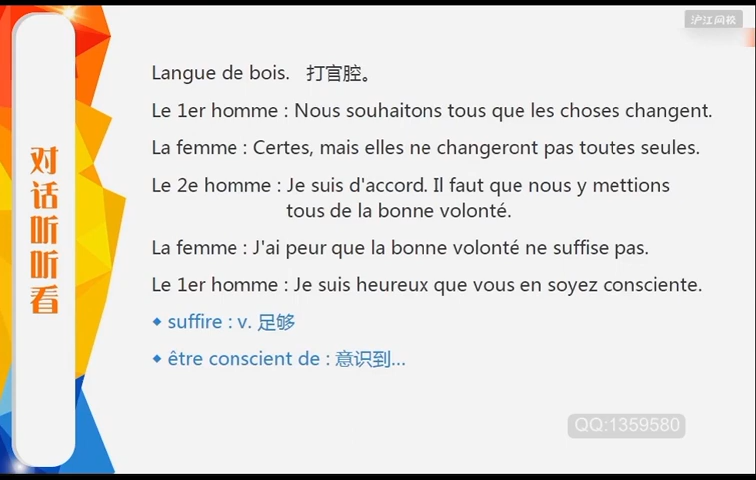 沪江网校
对话听听看
Langue de bois. 打官腔。
Le 1er homme : Nous souhaitons tous que les choses changent.
La femme : Certes, mais elles ne changeront pas toutes seules.
Le 2e homme : Je suis d'accord. Il faut que nous y mettions
tous de la bonne volonté.
La femme : J'ai peur que la bonne volonté ne suffise pas.
Le 1er homme : Je suis heureux que vous en soyez consciente.
◆ suffire : v. 足够
◆ être conscient de : 意识到...
QQ:1359580